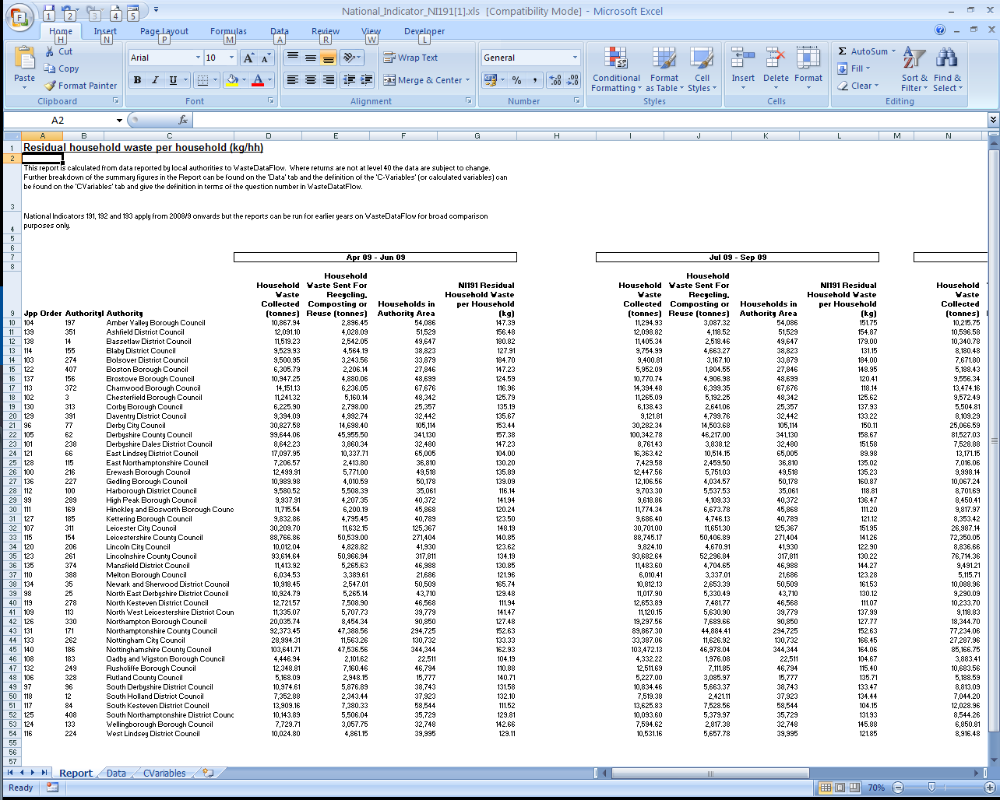 National_Indicator_NI191[1].xls [Compatibility Mode] - Microsoft Excel
F
1 2 3 4 5
Home Insert Page Layout Formulas Data Review View Developer
H N P M A R W L
Paste
Cut
Copy
Format Painter
Clipboard
Arial 10
B I U
Font
Wrap Text
Merge & Center
Alignment
General
% ,
Number
Conditional Formatting
Format as Table
Cell Styles
Styles
Insert Delete Format
Cells
Σ AutoSum
Fill
Clear
Sort & Filter
Find & Select
Editing
A2 fx
A B C D E F G H I J K L M N
1 Residual household waste per household (kg/hh)
2
This report is calculated from data reported by local authorities to WasteDataFlow. Where returns are not at level 40 the data are subject to change.
Further breakdown of the summary figures in the Report can be found on the 'Data' tab and the definition of the 'C-Variables' (or calculated variables) can
be found on the 'CVariables' tab and give the definition in terms of the question number in WasteDatatFlow.
3
National Indicators 191, 192 and 193 apply from 2008/9 onwards but the reports can be run for earlier years on WasteDataFlow for broad comparison
4 purposes only.
5
6
7 Apr 09 - Jun 09 Jul 09 - Sep 09
8
Household Household
Household Waste Sent For NI191 Residual Household Waste Sent For NI191 Residual Household
Waste Recycling, Household Waste Waste Recycling, Household Waste Waste
Collected Composting or Households in per Household Collected Composting or Households in per Household Collected
9 Jpp Order AuthorityI Authority (tonnes) Reuse (tonnes) Authority Area (kg) (tonnes) Reuse (tonnes) Authority Area (kg) (tonnes)
10 104 197 Amber Valley Borough Council 10,867.94 2,896.45 54,086 147.39 11,294.93 3,087.32 54,086 151.75 10,215.75
11 139 351 Ashfield District Council 12,091.10 4,028.09 51,529 156.48 12,098.82 4,118.52 51,529 154.87 10,596.58
12 138 14 Bassetlaw District Council 11,519.23 2,542.05 49,647 180.82 11,405.34 2,518.46 49,647 179.00 10,340.78
13 114 155 Blaby District Council 9,529.93 4,564.19 38,823 127.91 9,754.99 4,663.27 38,823 131.15 8,180.48
14 103 274 Bolsover District Council 9,500.95 3,243.56 33,879 184.70 9,400.81 3,167.10 33,879 184.00 7,671.80
15 122 407 Boston Borough Council 6,305.79 2,206.14 27,846 147.23 5,952.09 1,804.55 27,846 148.95 5,188.43
16 137 156 Broxtowe Borough Council 10,947.25 4,880.06 48,699 124.59 10,770.74 4,906.98 48,699 120.41 9,556.34
17 113 372 Charnwood Borough Council 14,151.13 6,236.05 67,676 116.96 14,394.48 6,399.35 67,676 118.14 13,474.16
18 102 3 Chesterfield Borough Council 11,241.32 5,160.14 48,342 125.79 11,265.09 5,192.25 48,342 125.62 9,572.49
19 130 313 Corby Borough Council 6,225.90 2,798.00 25,357 135.19 6,138.43 2,641.06 25,357 137.93 5,504.81
20 129 391 Daventry District Council 9,394.09 4,992.74 32,442 135.67 9,121.81 4,799.76 32,442 133.22 8,109.29
21 96 77 Derby City Council 30,827.58 14,698.40 105,114 153.44 30,282.34 14,503.68 105,114 150.11 25,066.59
22 105 62 Derbyshire County Council 99,644.06 45,955.50 341,130 157.38 100,342.78 46,217.00 341,130 158.67 81,527.03
23 101 238 Derbyshire Dales District Council 8,642.23 3,860.34 32,480 147.23 8,761.43 3,838.12 32,480 151.58 7,528.88
24 121 66 East Lindsey District Council 17,097.95 10,337.71 65,005 104.00 16,363.42 10,514.15 65,005 89.98 13,171.15
25 128 115 East Northamptonshire Council 7,206.57 2,413.80 36,810 130.20 7,429.58 2,459.50 36,810 135.02 7,016.06
26 100 216 Erewash Borough Council 12,499.91 5,771.00 49,518 135.89 12,447.56 5,751.03 49,518 135.23 9,998.14
27 136 227 Gedling Borough Council 10,989.98 4,010.59 50,178 139.09 12,106.56 4,034.57 50,178 160.87 10,067.24
28 112 100 Harborough District Council 9,580.52 5,508.39 35,061 116.14 9,703.30 5,537.53 35,061 118.81 8,701.69
29 99 289 High Peak Borough Council 9,937.91 4,207.35 40,372 141.94 9,618.86 4,109.33 40,372 136.47 8,450.41
30 111 169 Hinckley and Bosworth Borough Counc 11,715.54 6,200.19 45,868 120.24 11,774.34 6,673.78 45,868 111.20 9,817.97
31 127 185 Kettering Borough Council 9,832.86 4,795.45 40,789 123.50 9,686.40 4,746.13 40,789 121.12 8,353.42
32 107 311 Leicester City Council 30,209.70 11,632.15 125,367 148.19 30,701.00 11,651.30 125,367 151.95 26,987.14
33 115 154 Leicestershire County Council 88,766.86 50,539.00 271,404 140.85 88,745.17 50,406.89 271,404 141.26 72,350.05
34 120 206 Lincoln City Council 10,012.04 4,828.82 41,930 123.62 9,824.10 4,670.91 41,930 122.90 8,836.66
35 123 261 Lincolnshire County Council 93,614.64 50,966.94 317,811 134.19 93,682.64 52,296.84 317,811 130.22 76,714.36
36 135 374 Mansfield District Council 11,413.92 5,265.63 46,988 130.85 11,483.60 4,704.65 46,988 144.27 9,491.21
37 110 388 Melton Borough Council 6,034.53 3,389.61 21,686 121.96 6,010.41 3,337.01 21,686 123.28 5,115.71
38 134 35 Newark and Sherwood District Council 10,918.45 2,547.01 50,509 165.74 10,812.13 2,653.39 50,509 161.53 10,088.96
39 98 25 North East Derbyshire District Council 10,924.79 5,265.14 43,710 129.48 11,017.90 5,330.49 43,710 130.12 9,290.09
40 119 278 North Kesteven District Council 12,721.57 7,508.90 46,568 111.94 12,653.89 7,481.77 46,568 111.07 10,233.70
41 109 113 North West Leicestershire District Coun 11,335.07 5,707.73 39,779 141.47 11,120.15 5,630.90 39,779 137.99 9,118.83
42 126 330 Northampton Borough Council 20,035.74 8,454.34 90,850 127.48 19,297.56 7,689.66 90,850 127.77 18,344.70
43 131 171 Northamptonshire County Council 92,373.45 47,388.56 294,725 152.63 89,867.30 44,884.41 294,725 152.63 77,234.06
44 133 262 Nottingham City Council 28,994.31 11,563.26 130,732 133.33 33,387.06 11,626.92 130,732 166.45 27,287.96
45 140 186 Nottinghamshire County Council 103,641.71 47,536.56 344,344 162.93 103,472.13 46,978.04 344,344 164.06 85,166.75
46 108 183 Oadby and Wigston Borough Council 4,446.94 2,101.62 22,511 104.19 4,332.22 1,976.08 22,511 104.67 3,883.41
47 132 249 Rushcliffe Borough Council 12,348.81 7,160.46 46,794 110.88 12,511.69 7,111.85 46,794 115.40 10,683.56
48 106 328 Rutland County Council 5,168.09 2,948.15 15,777 140.71 5,227.00 3,085.97 15,777 135.71 5,188.59
49 97 96 South Derbyshire District Council 10,974.61 5,876.89 38,743 131.58 10,834.46 5,663.37 38,743 133.47 8,813.09
50 118 12 South Holland District Council 7,352.88 2,343.44 37,923 132.10 7,519.38 2,421.11 37,923 134.44 7,044.20
51 117 84 South Kesteven District Council 13,909.16 7,380.33 58,544 111.52 13,625.83 7,528.56 58,544 104.15 12,028.96
52 125 408 South Northamptonshire District Counc 10,143.89 5,506.04 35,729 129.81 10,093.60 5,379.97 35,729 131.93 8,544.26
53 124 133 Wellingborough Borough Council 7,729.71 3,057.75 32,748 142.66 7,594.62 2,817.38 32,748 145.88 6,850.81
54 116 224 West Lindsey District Council 10,024.80 4,861.15 39,995 129.11 10,531.16 5,657.78 39,995 121.85 8,916.48
55
56
57
Report Data CVariables
Ready 70%